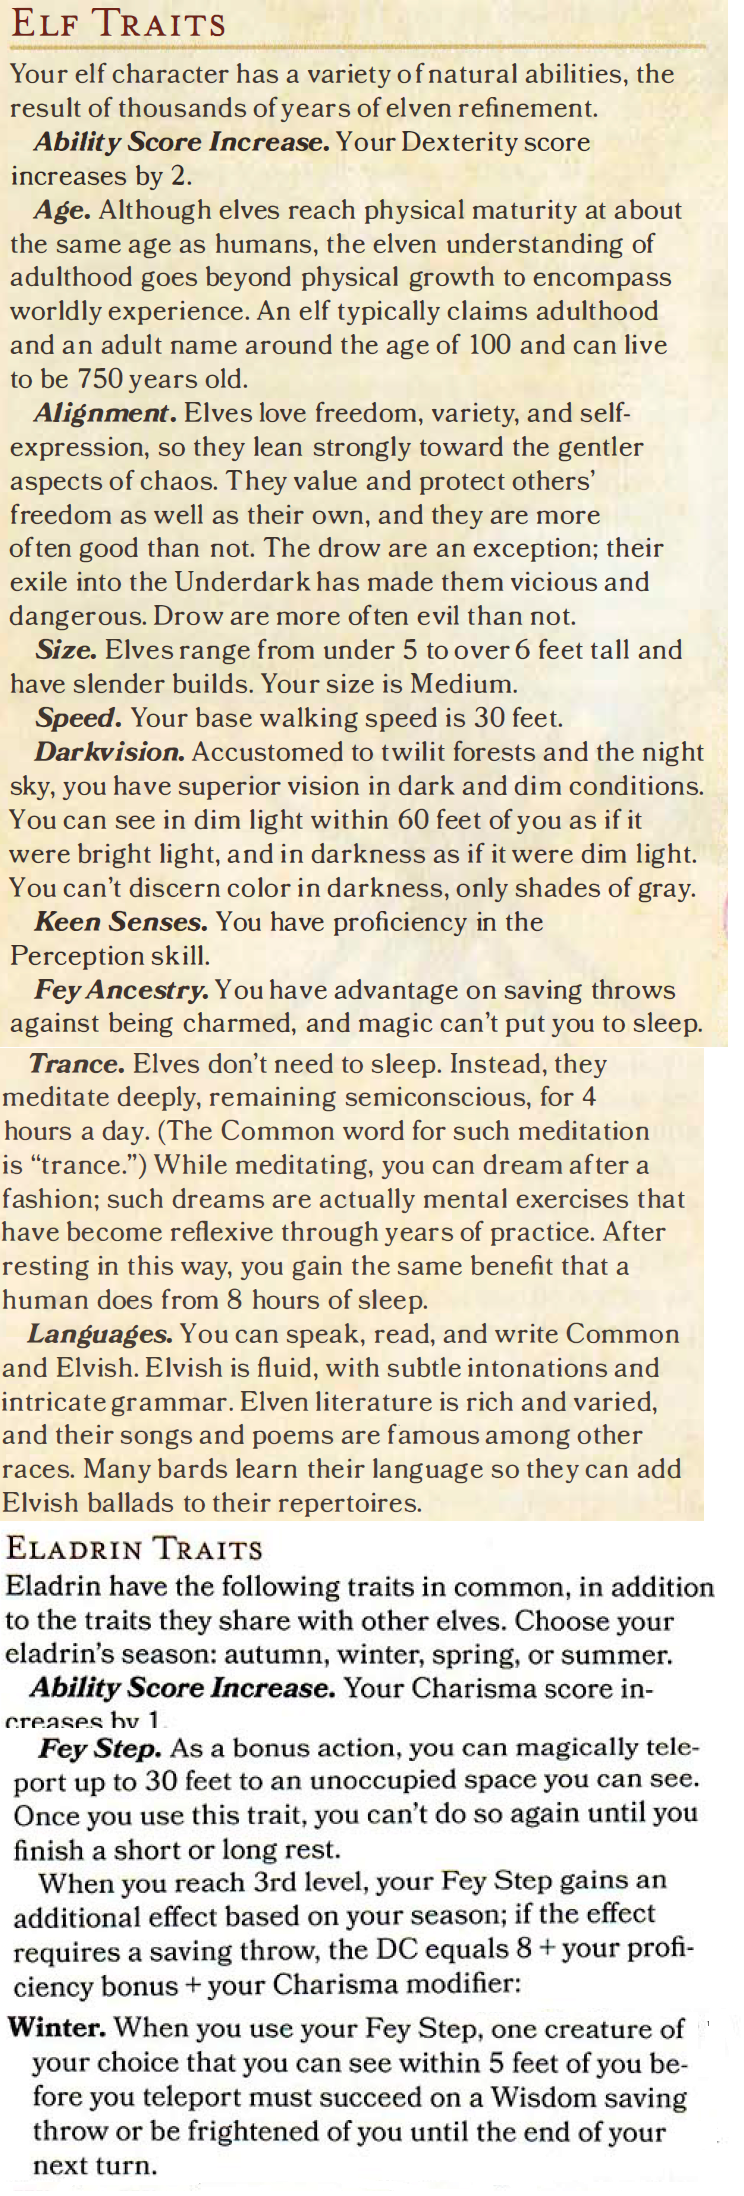 ELF TRAITS
Your elf character has a variety of natural abilities, the
result of thousands of years of elven refinement.
Ability Score Increase. Your Dexterity score
increases by 2.
Age. Although elves reach physical maturity at about
the same age as humans, the elven understanding of
adulthood goes beyond physical growth to encompass
worldly experience. An elf typically claims adulthood
and an adult name around the age of 100 and can live
to be 750 years old.
Alignment. Elves love freedom, variety, and self-
expression, so they lean strongly toward the gentler
aspects of chaos. They value and protect others'
freedom as well as their own, and they are more
often good than not. The drow are an exception; their
exile into the Underdark has made them vicious and
dangerous. Drow are more often evil than not.
Size. Elves range from under 5 to over 6 feet tall and
have slender builds. Your size is Medium.
Speed. Your base walking speed is 30 feet.
Darkvision. Accustomed to twilit forests and the night
sky, you have superior vision in dark and dim conditions.
You can see in dim light within 60 feet of you as if it
were bright light, and in darkness as if it were dim light.
You can't discern color in darkness, only shades of gray.
Keen Senses. You have proficiency in the
Perception skill.
Fey Ancestry. You have advantage on saving throws
against being charmed, and magic can't put you to sleep.
Trance. Elves don't need to sleep. Instead, they
meditate deeply, remaining semiconscious, for 4
hours a day. (The Common word for such meditation
is “trance.”) While meditating, you can dream after a
fashion; such dreams are actually mental exercises that
have become reflexive through years of practice. After
resting in this way, you gain the same benefit that a
human does from 8 hours of sleep.
Languages. You can speak, read, and write Common
and Elvish. Elvish is fluid, with subtle intonations and
intricate grammar. Elven literature is rich and varied,
and their songs and poems are famous among other
races. Many bards learn their language so they can add
Elvish ballads to their repertoires.
ELADRIN TRAITS
Eladrin have the following traits in common, in addition
to the traits they share with other elves. Choose your
eladrin's season: autumn, winter, spring, or summer.
Ability Score Increase. Your Charisma score in-
creases by 1.
Fey Step. As a bonus action, you can magically tele-
port up to 30 feet to an unoccupied space you can see.
Once you use this trait, you can't do so again until you
finish a short or long rest.
When you reach 3rd level, your Fey Step gains an
additional effect based on your season; if the effect
requires a saving throw, the DC equals 8 + your profi-
ciency bonus + your Charisma modifier:
Winter. When you use your Fey Step, one creature of
your choice that you can see within 5 feet of you be-
fore you teleport must succeed on a Wisdom saving
throw or be frightened of you until the end of your
next turn.